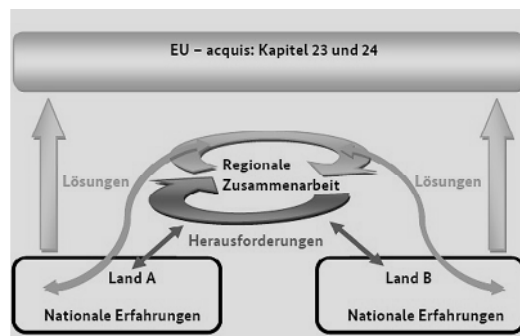 EU – acquis: Kapitel 23 und 24
Regionale
Zusammenarbeit
Lösungen
Lösungen
Herausforderungen
Land A
Nationale Erfahrungen
Land B
Nationale Erfahrungen